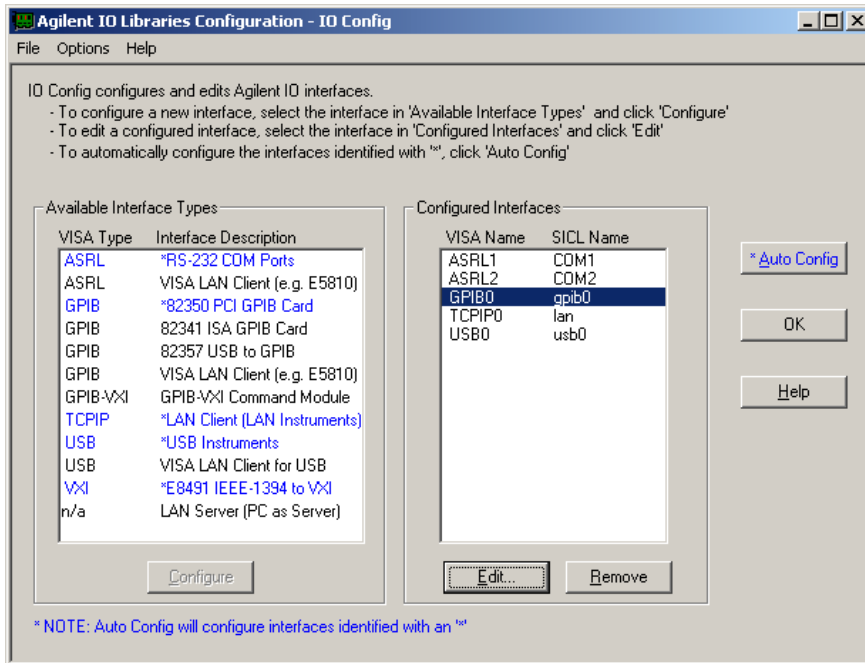 Agilent IO Libraries Configuration - IO Config
File Options Help
IO Config configures and edits Agilent IO interfaces.
- To configure a new interface, select the interface in 'Available Interface Types' and click 'Configure'
- To edit a configured interface, select the interface in 'Configured Interfaces' and click 'Edit'
- To automatically configure the interfaces identified with '*', click 'Auto Config'
Available Interface Types
VISA Type Interface Description
ASRL *RS-232 COM Ports
ASRL VISA LAN Client (e.g. E5810)
GPIB *82350 PCI GPIB Card
GPIB 82341 ISA GPIB Card
GPIB 82357 USB to GPIB
GPIB VISA LAN Client (e.g. E5810)
GPIB-VXI GPIB-VXI Command Module
TCPIP *LAN Client (LAN Instruments)
USB *USB Instruments
USB VISA LAN Client for USB
VXI *E8491 IEEE-1394 to VXI
n/a LAN Server (PC as Server)
Configure
Configured Interfaces
VISA Name SICL Name
ASRL1 COM1
ASRL2 COM2
GPIB0 gpib0
TCPIP0 lan
USB0 usb0
Edit...
Remove
* Auto Config
OK
Help
* NOTE: Auto Config will configure interfaces identified with an '*'